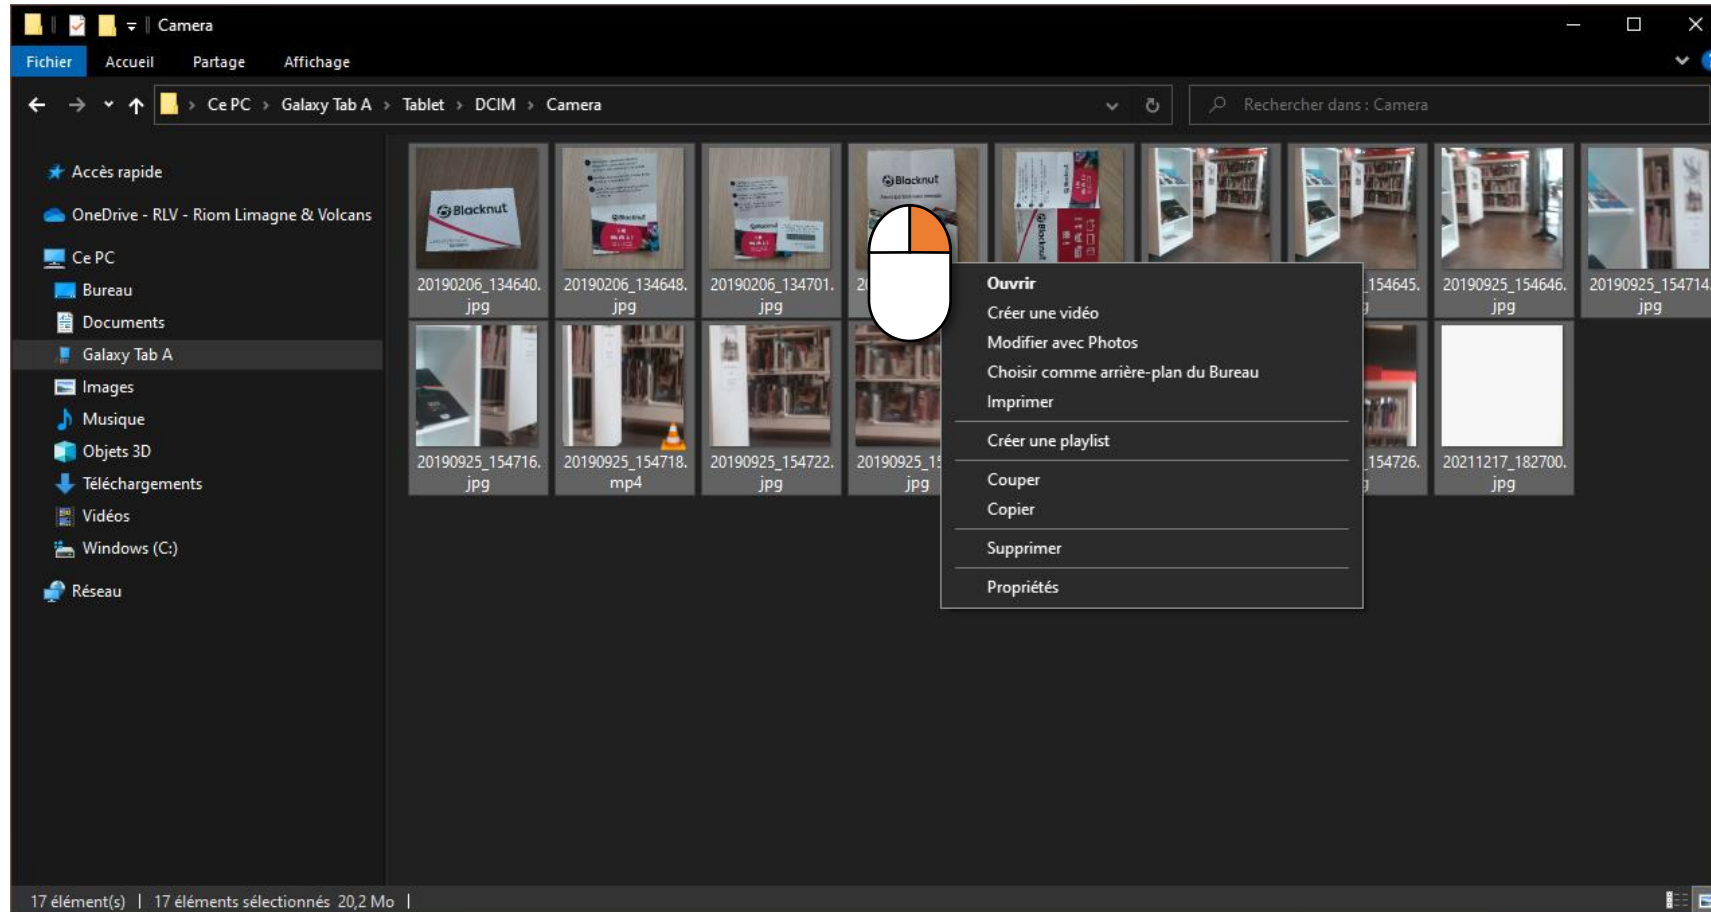 Camera
Fichier Accueil Partage Affichage
Ce PC > Galaxy Tab A > Tablet > DCIM > Camera
Rechercher dans : Camera
Accès rapide
OneDrive - RLV - Riom Limagne & Volcans
Ce PC
Bureau
Documents
Galaxy Tab A
Images
Musique
Objets 3D
Téléchargements
Vidéos
Windows (C:)
Réseau
Blacknut
Blacknut
Blacknut
20190206_134640.
jpg
20190206_134648.
jpg
20190206_134701.
jpg
154645.
20190925_154646.
jpg
20190925_154714.
jpg
20190925_154716.
jpg
20190925_154718.
mp4
20190925_154722.
jpg
20190925_15
jpg
_154726.
20211217_182700.
jpg
Ouvrir
Créer une vidéo
Modifier avec Photos
Choisir comme arrière-plan du Bureau
Imprimer
Créer une playlist
Couper
Copier
Supprimer
Propriétés
17 élément(s) | 17 éléments sélectionnés 20,2 Mo |